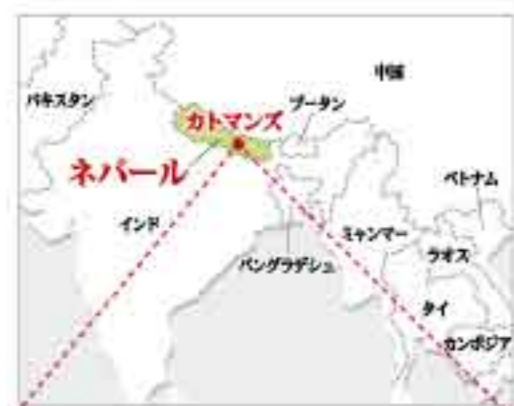 中国
パキスタン
ブータン
カトマンズ
ネパール
ベトナム
インド
ミャンマー
ラオス
バングラデシュ
タイ
カンボジア